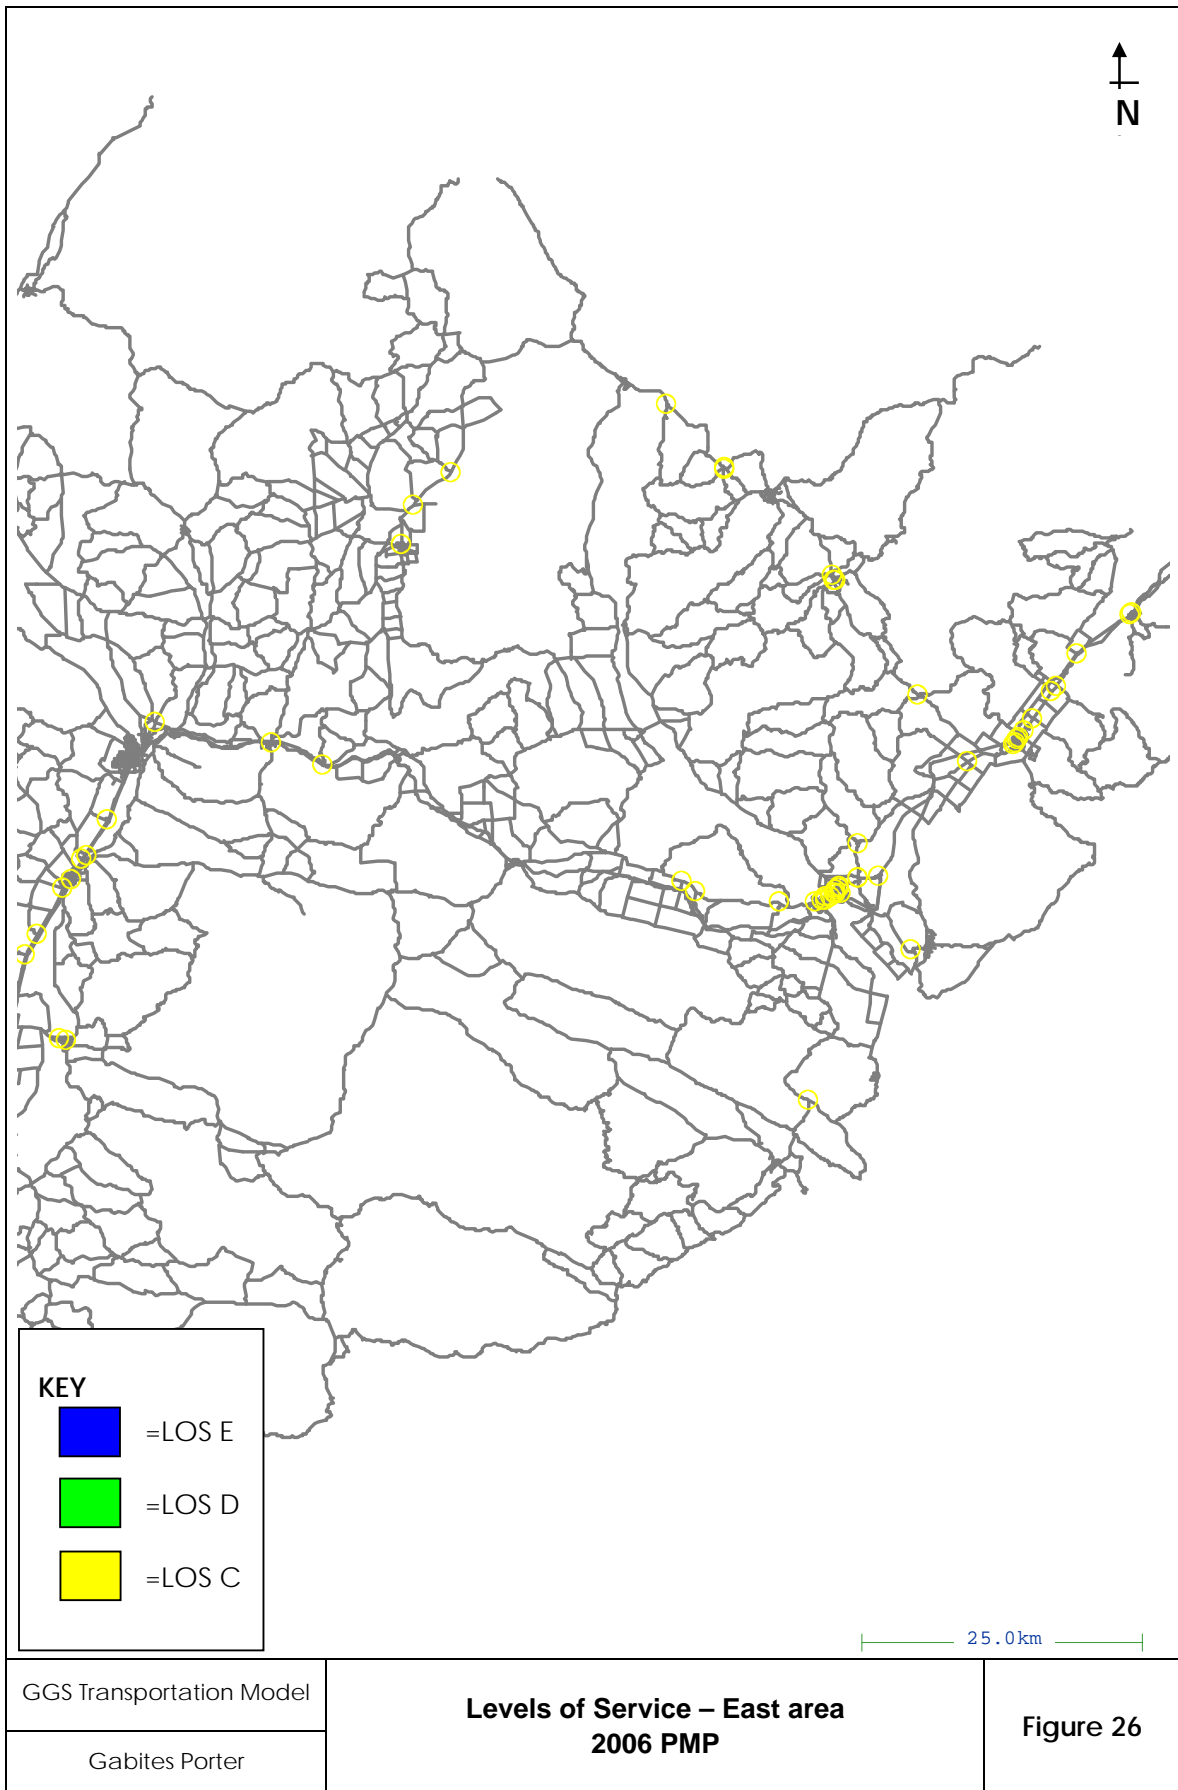 N
KEY
=LOS E
=LOS D
=LOS C
25.0km
GGS Transportation Model
Gabites Porter
Levels of Service – East area
2006 PMP
Figure 26